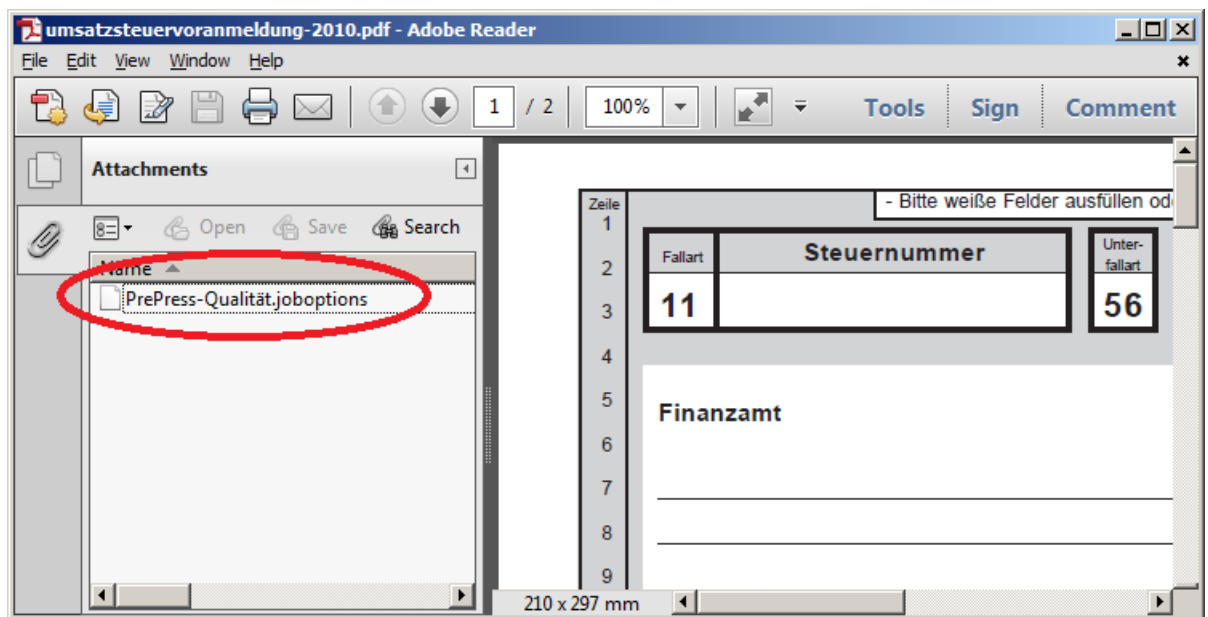 umsatzsteuervoranmeldung-2010.pdf - Adobe Reader
File Edit View Window Help
1 / 2 100% Tools Sign Comment
Attachments
Open Save Search
Name
PrePress-Qualität.joboptions
Zeile
- Bitte weiße Felder ausfüllen od
1
2
3
4
5
6
7
8
9
Fallart
Steuernummer
Unter-
fallart
11
56
Finanzamt
210 x 297 mm